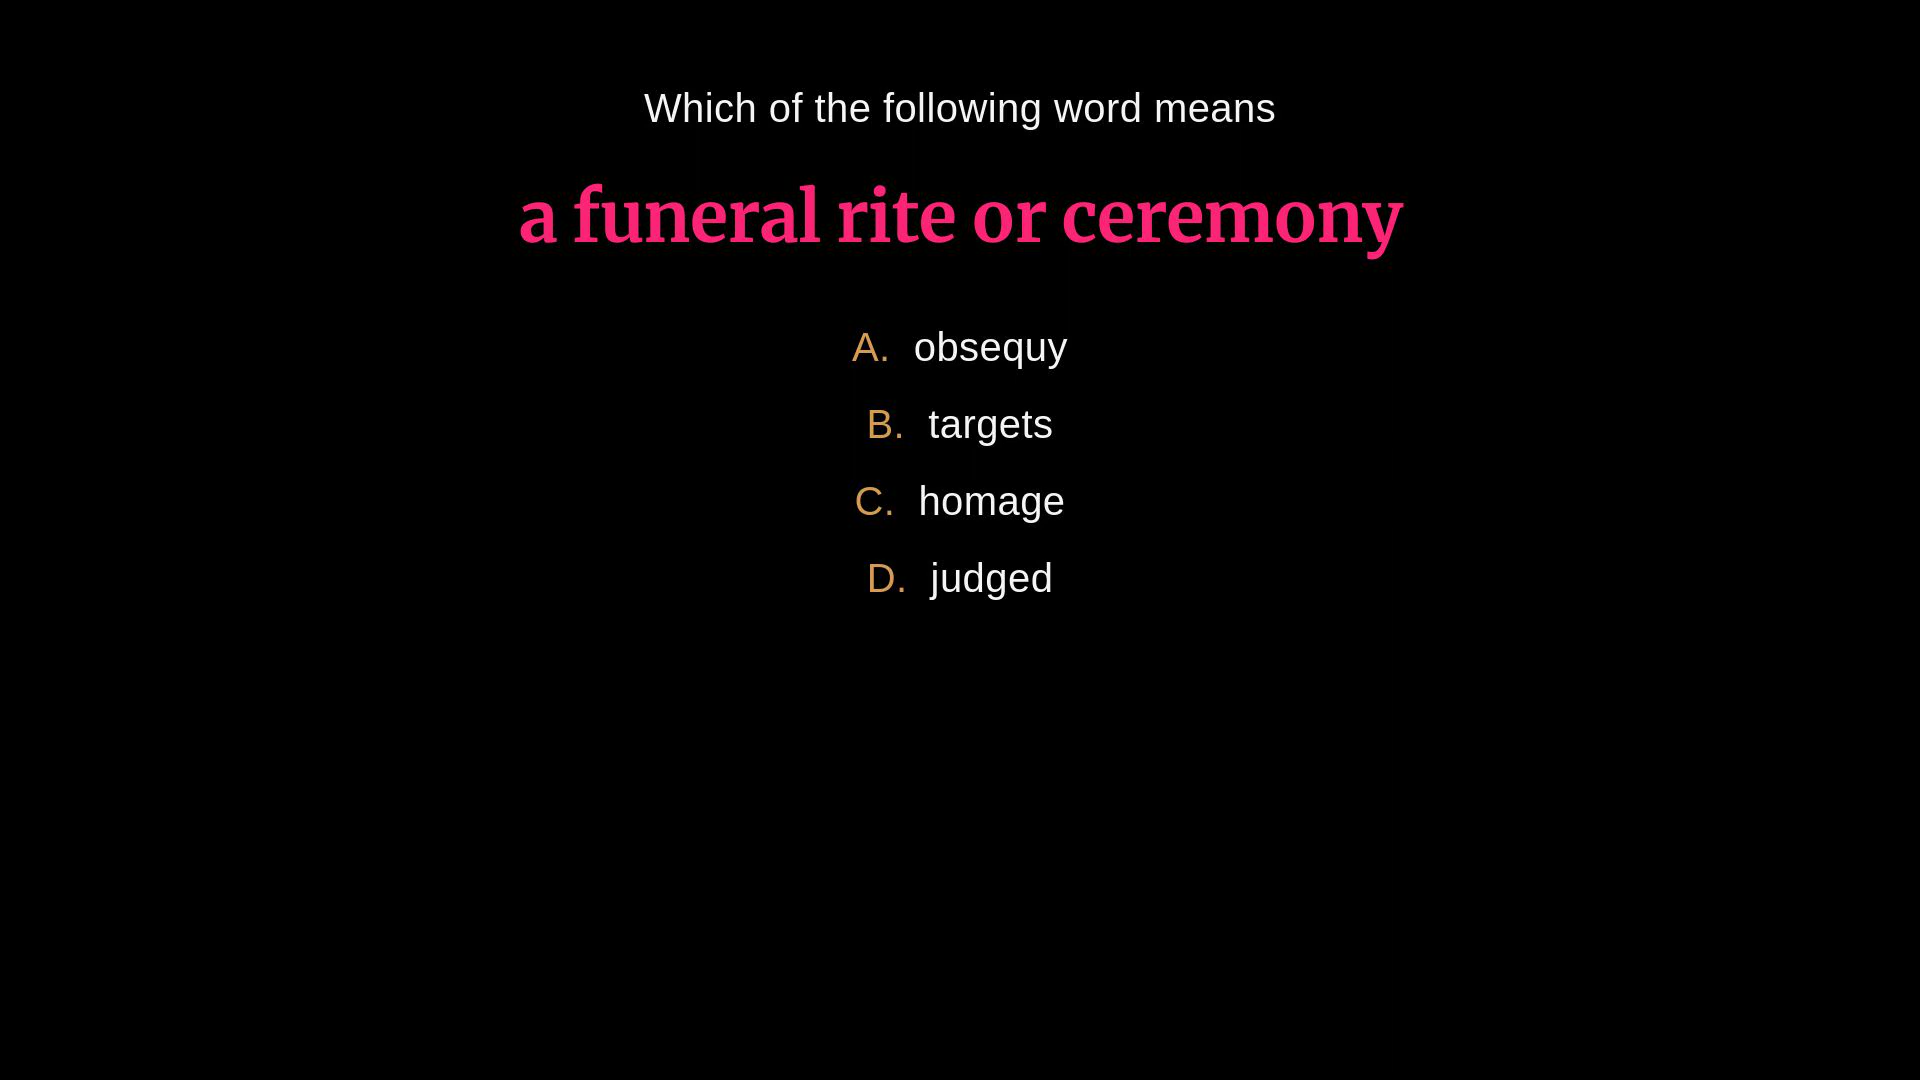 Which of the following word means
a funeral rite or ceremony
A. obsequy
B. targets
C. homage
D. judged